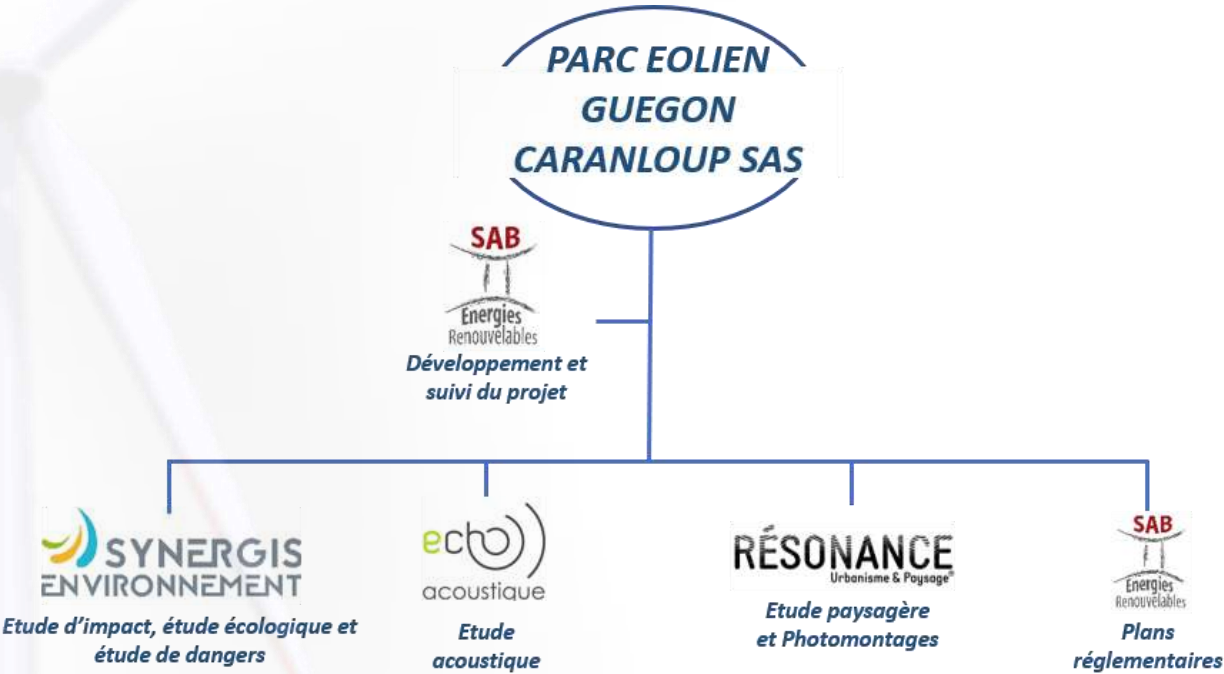 PARC EOLIEN
GUEGON
CARANLOUP SAS
SAB
Energies
Renouvelables
Développement et
suivi du projet
SYNERGIS
ENVIRONNEMENT
Etude d'impact, étude écologique et
étude de dangers
echo
acoustique
Etude
acoustique
RÉSONANCE
Urbanisme & Paysage
Etude paysagère
et Photomontages
SAB
Energies
Renouvelables
Plans
réglementaires